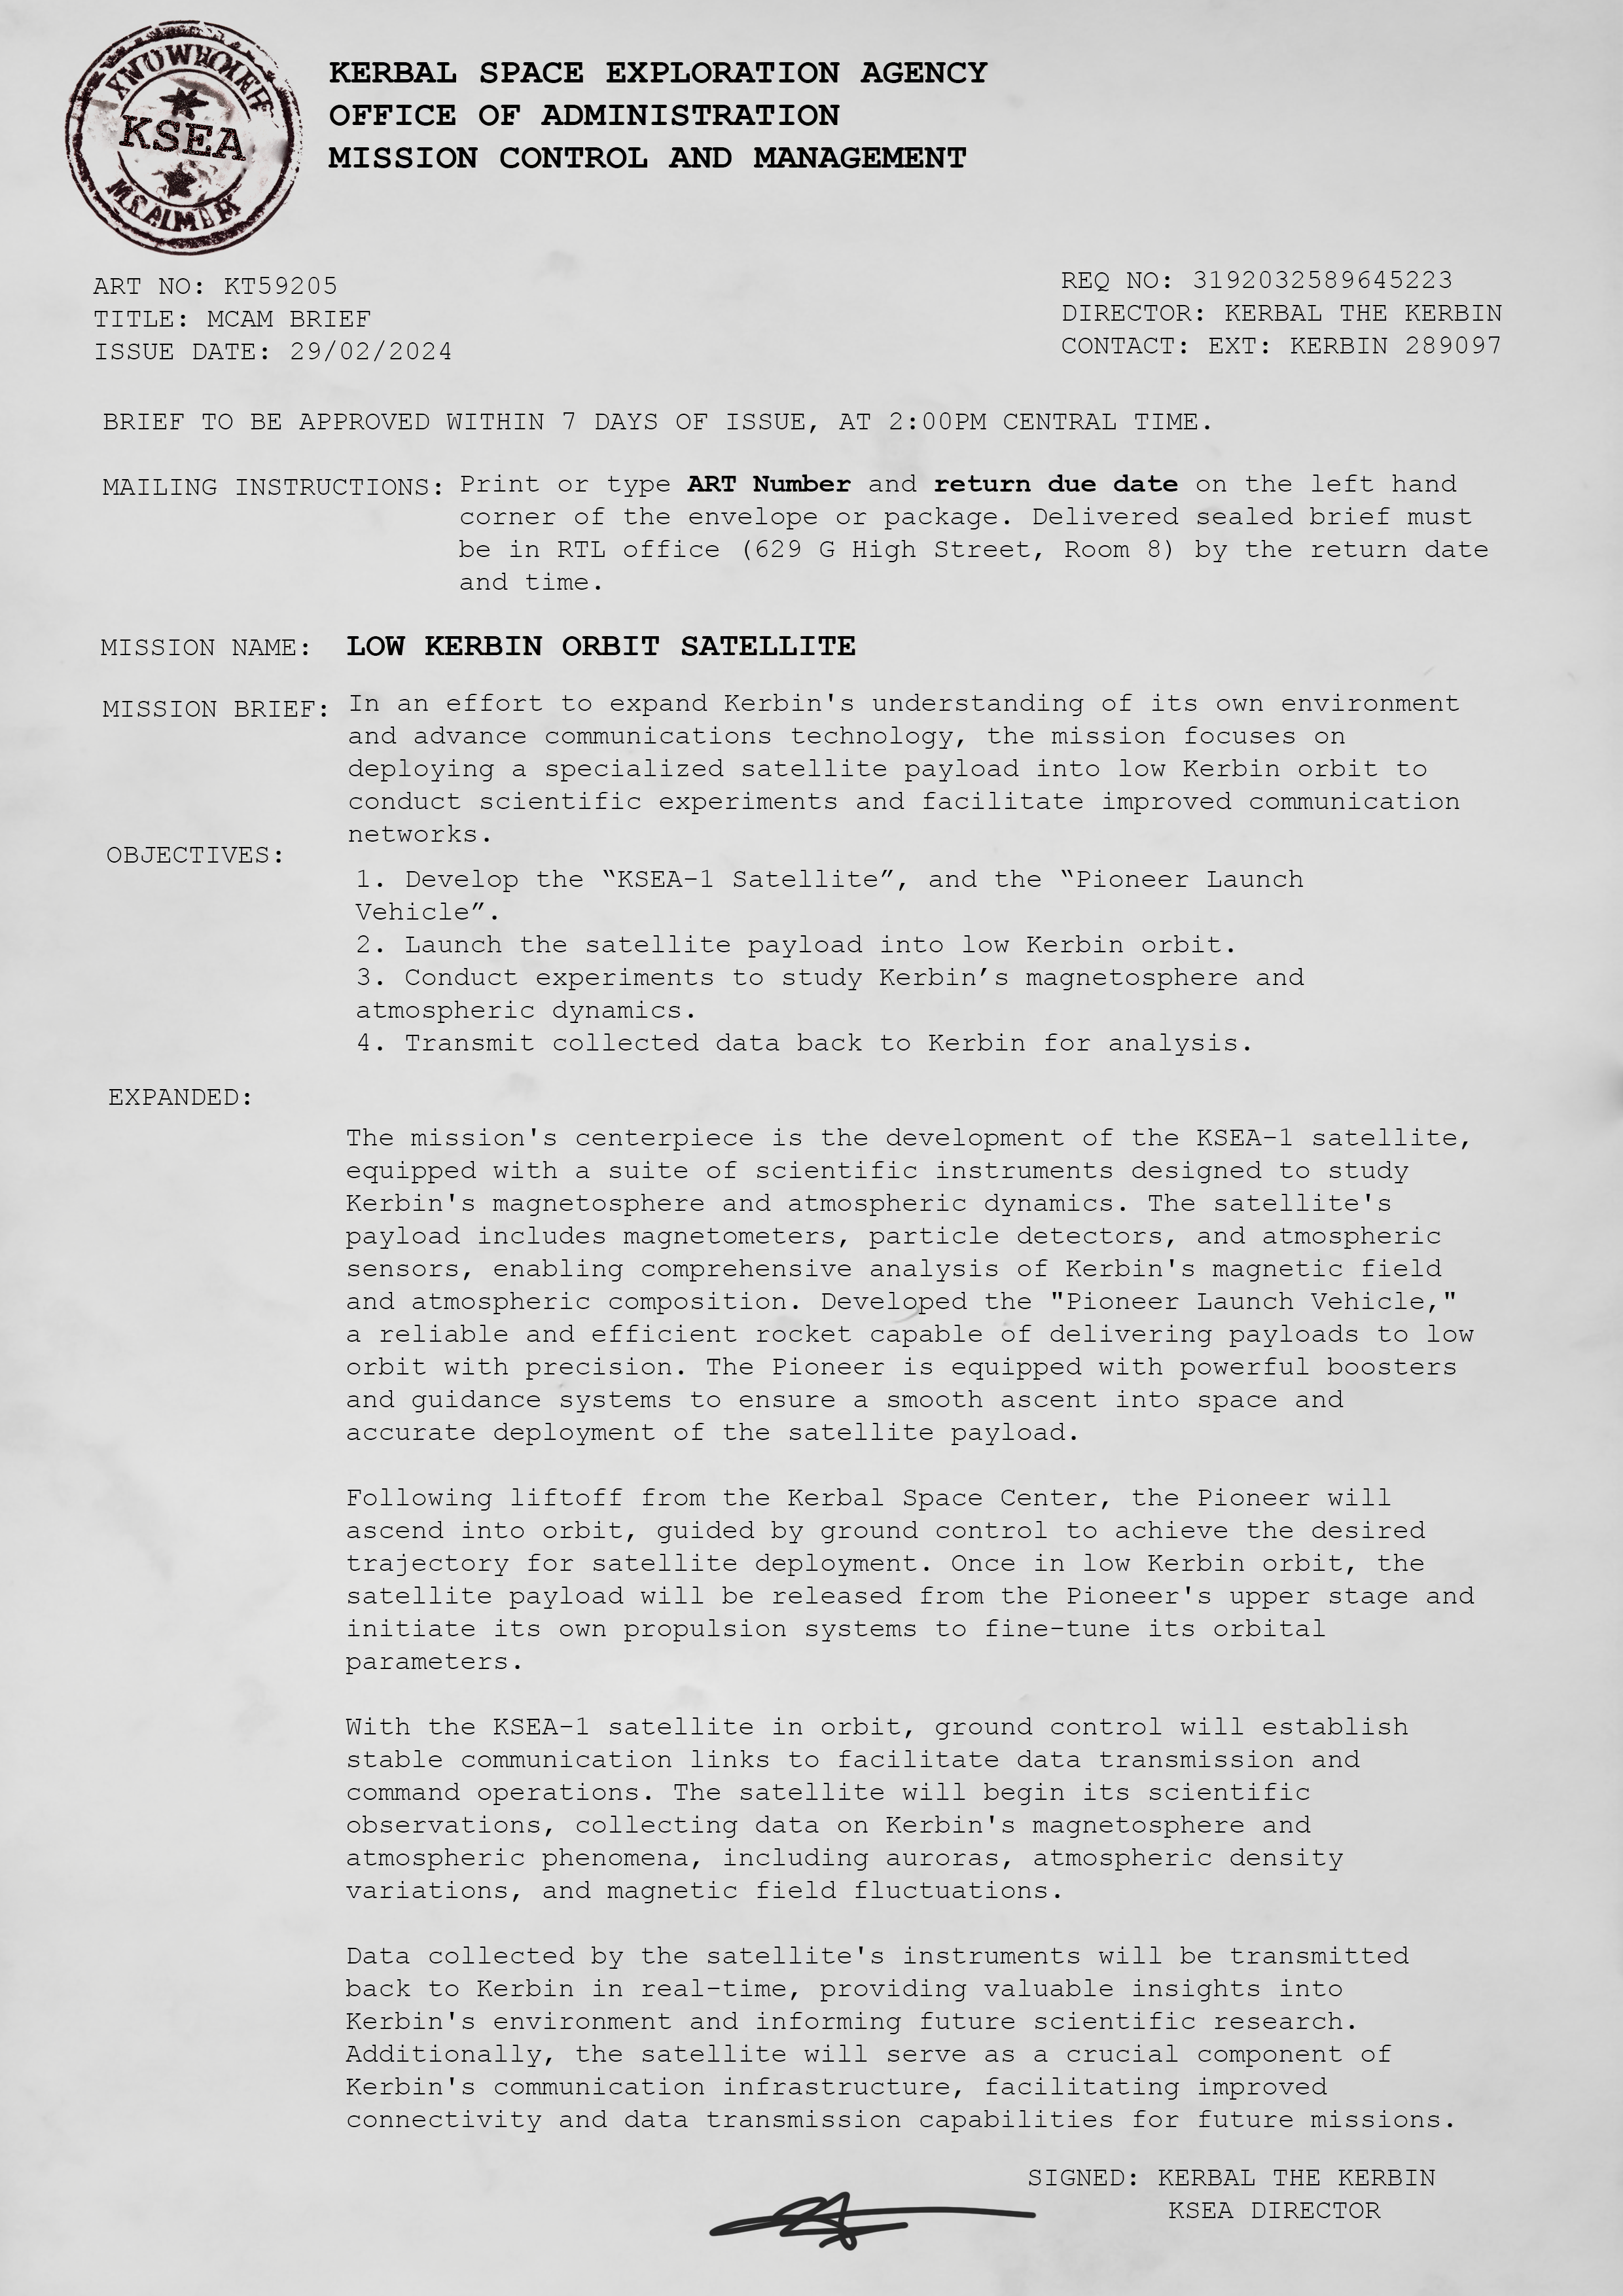 KSEA
KERBAL SPACE EXPLORATION AGENCY
OFFICE OF ADMINISTRATION
MISSION CONTROL AND MANAGEMENT
ART NO: KT59205
TITLE: MCAM BRIEF
ISSUE DATE: 29/02/2024
REQ NO: 3192032589645223
DIRECTOR: KERBAL THE KERBIN
CONTACT: EXT: KERBIN 289097
BRIEF TO BE APPROVED WITHIN 7 DAYS OF ISSUE, AT 2:00PM CENTRAL TIME.
MAILING INSTRUCTIONS: Print or type ART Number and return due date on the left hand
corner of the envelope or package. Delivered sealed brief must
be in RTL office (629 G High Street, Room 8) by the return date
and time.
MISSION NAME: LOW KERBIN ORBIT SATELLITE
MISSION BRIEF: In an effort to expand Kerbin's understanding of its own environment
and advance communications technology, the mission focuses on
deploying a specialized satellite payload into low Kerbin orbit to
conduct scientific experiments and facilitate improved communication
networks.
OBJECTIVES:
1. Develop the “KSEA-1 Satellite”, and the “Pioneer Launch
Vehicle”.
2. Launch the satellite payload into low Kerbin orbit.
3. Conduct experiments to study Kerbin’s magnetosphere and
atmospheric dynamics.
4. Transmit collected data back to Kerbin for analysis.
EXPANDED:
The mission's centerpiece is the development of the KSEA-1 satellite,
equipped with a suite of scientific instruments designed to study
Kerbin's magnetosphere and atmospheric dynamics. The satellite's
payload includes magnetometers, particle detectors, and atmospheric
sensors, enabling comprehensive analysis of Kerbin's magnetic field
and atmospheric composition. Developed the "Pioneer Launch Vehicle,"
a reliable and efficient rocket capable of delivering payloads to low
orbit with precision. The Pioneer is equipped with powerful boosters
and guidance systems to ensure a smooth ascent into space and
accurate deployment of the satellite payload.
Following liftoff from the Kerbal Space Center, the Pioneer will
ascend into orbit, guided by ground control to achieve the desired
trajectory for satellite deployment. Once in low Kerbin orbit, the
satellite payload will be released from the Pioneer's upper stage and
initiate its own propulsion systems to fine-tune its orbital
parameters.
With the KSEA-1 satellite in orbit, ground control will establish
stable communication links to facilitate data transmission and
command operations. The satellite will begin its scientific
observations, collecting data on Kerbin's magnetosphere and
atmospheric phenomena, including auroras, atmospheric density
variations, and magnetic field fluctuations.
Data collected by the satellite's instruments will be transmitted
back to Kerbin in real-time, providing valuable insights into
Kerbin's environment and informing future scientific research.
Additionally, the satellite will serve as a crucial component of
Kerbin's communication infrastructure, facilitating improved
connectivity and data transmission capabilities for future missions.
SIGNED: KERBAL THE KERBIN
KSEA DIRECTOR